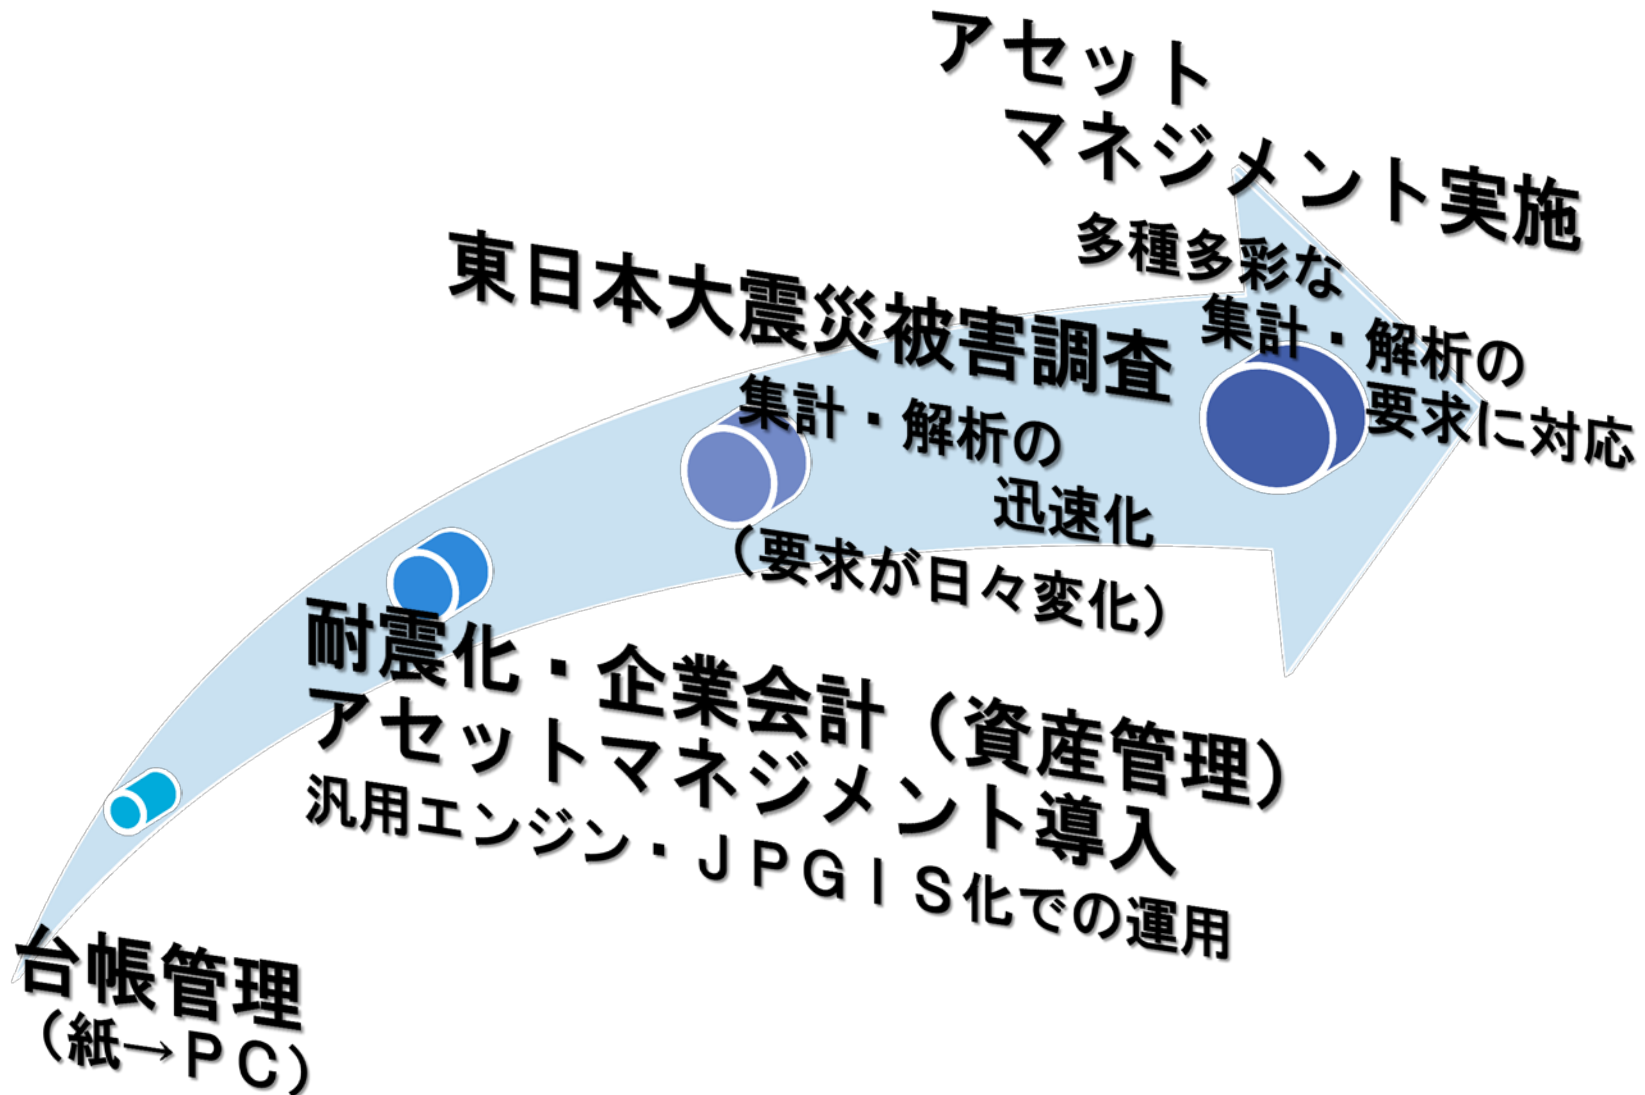 アセット
マネジメント実施
多種多彩な
集計・解析の
要求に対応
東日本大震災被害調査
集計・解析の
迅速化
（要求が日々変化）
耐震化・企業会計（資産管理）
アセットマネジメント導入
汎用エンジン・ＪＰＧＩＳ化での運用
台帳管理
（紙→ＰＣ）